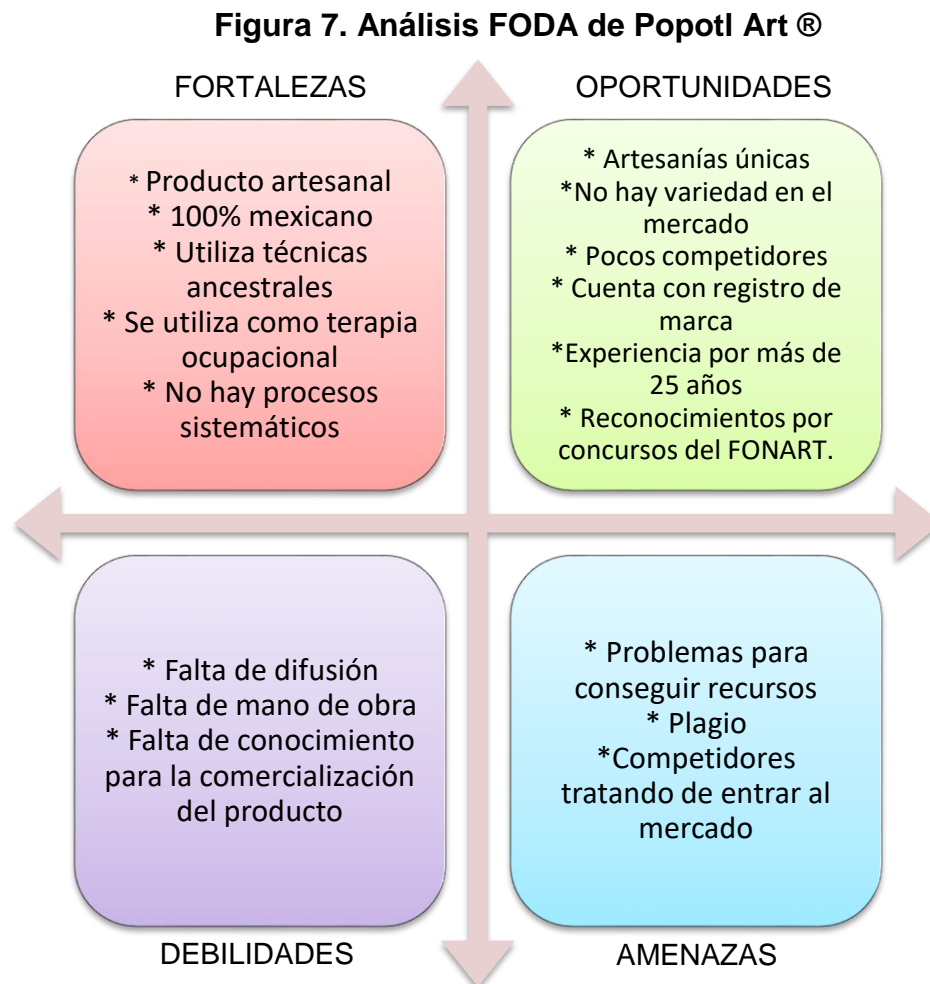 Figura 7. Análisis FODA de Popotl Art ®
FORTALEZAS
* Producto artesanal
* 100% mexicano
* Utiliza técnicas
ancestrales
* Se utiliza como terapia
ocupacional
* No hay procesos
sistemáticos
OPORTUNIDADES
* Artesanías únicas
*No hay variedad en el
mercado
* Pocos competidores
* Cuenta con registro de
marca
*Experiencia por más de
25 años
* Reconocimientos por
concursos del FONART.
* Falta de difusión
* Falta de mano de obra
* Falta de conocimiento
para la comercialización
del producto
DEBILIDADES
* Problemas para
conseguir recursos
* Plagio
*Competidores
tratando de entrar al
mercado
AMENAZAS